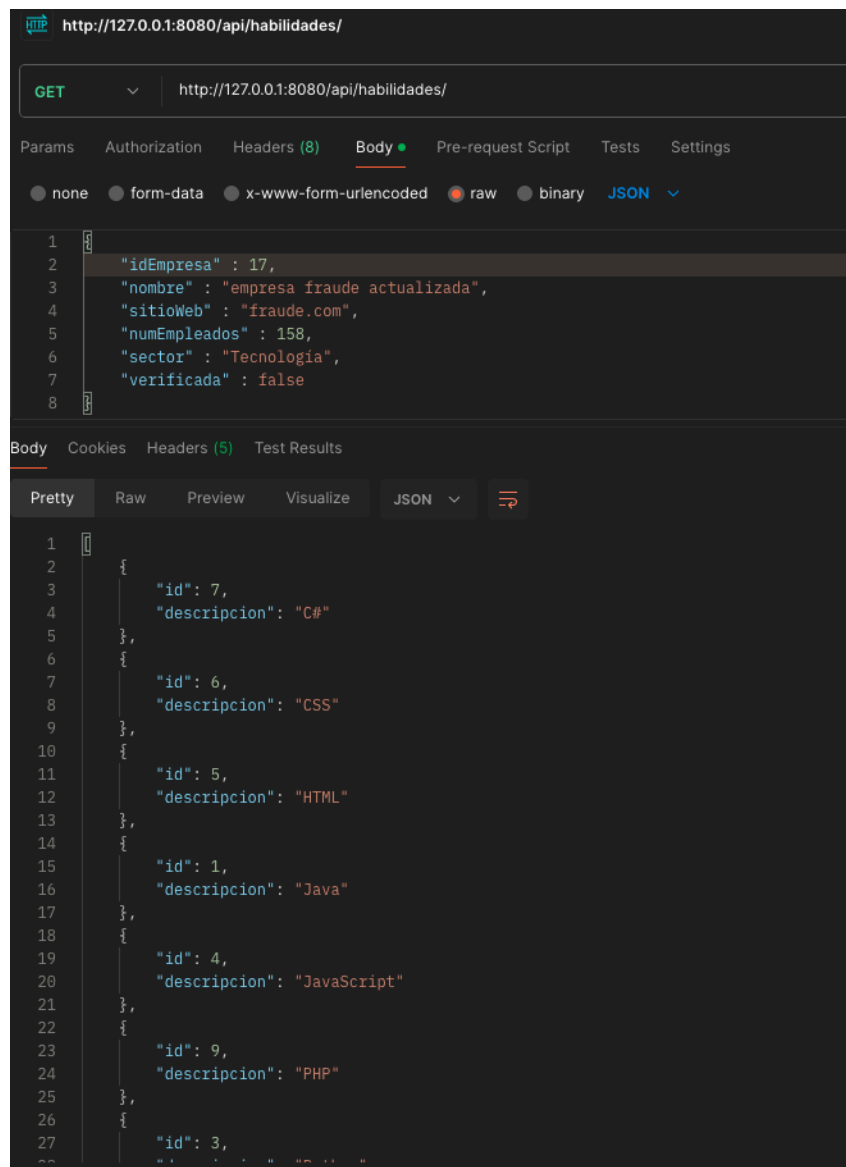 HTTP http://127.0.0.1:8080/api/habilidades/
GET http://127.0.0.1:8080/api/habilidades/
Params Authorization Headers (8) Body Pre-request Script Tests Settings
none form-data x-www-form-urlencoded raw binary JSON
1 {
2 "idEmpresa" : 17,
3 "nombre" : "empresa fraude actualizada",
4 "sitioWeb" : "fraude.com",
5 "numEmpleados" : 158,
6 "sector" : "Tecnología",
7 "verificada" : false
8 }
Body Cookies Headers (5) Test Results
Pretty Raw Preview Visualize JSON
1 [
2 {
3 "id": 7,
4 "descripcion": "C#"
5 },
6 {
7 "id": 6,
8 "descripcion": "CSS"
9 },
10 {
11 "id": 5,
12 "descripcion": "HTML"
13 },
14 {
15 "id": 1,
16 "descripcion": "Java"
17 },
18 {
19 "id": 4,
20 "descripcion": "JavaScript"
21 },
22 {
23 "id": 9,
24 "descripcion": "PHP"
25 },
26 {
27 "id": 3,